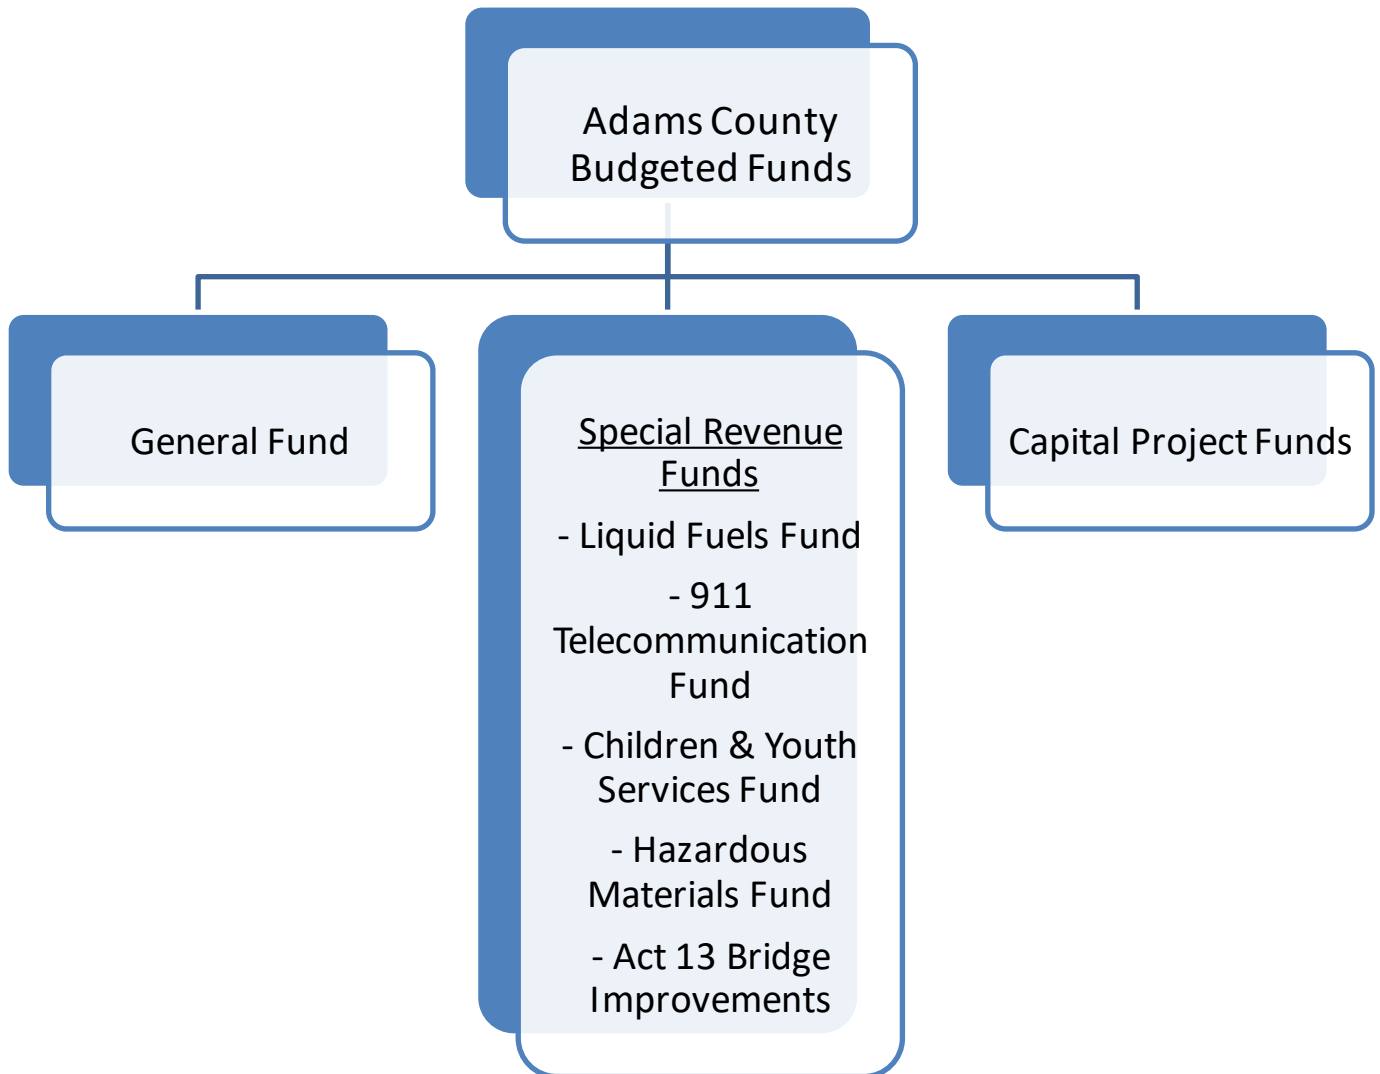 Adams County
Budgeted Funds
General Fund
Special Revenue
Funds
- Liquid Fuels Fund
- 911
Telecommunication
Fund
- Children & Youth
Services Fund
- Hazardous
Materials Fund
- Act 13 Bridge
Improvements
Capital Project Funds